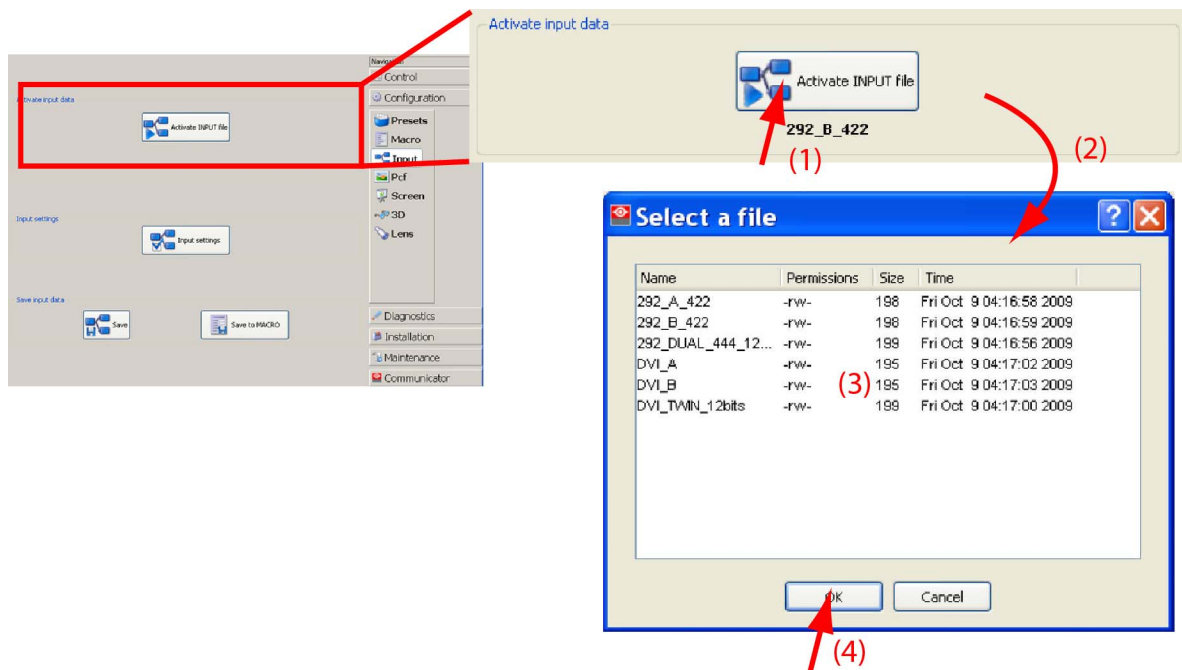 Activate input data
Activate INPUT file
292_B_422
(1)
(2)
Control
Activate input data
Configuration
Activate INPUT file
Presets
Macro
Input
Pcf
Screen
3D
Lens
Input settings
Input settings
Save input data
Save
Save to MACRO
Diagnostics
Installation
Maintenance
Communicator
Select a file
Name Permissions Size Time
292_A_422 -rw- 198 Fri Oct 9 04:16:58 2009
292_B_422 -rw- 198 Fri Oct 9 04:16:59 2009
292_DUAL_444_12... -rw- 199 Fri Oct 9 04:16:56 2009
DVI_A -rw- 195 Fri Oct 9 04:17:02 2009
DVI_B -rw- 195 Fri Oct 9 04:17:03 2009
(3)
DVI_TWIN_12bits -rw- 199 Fri Oct 9 04:17:00 2009
OK
Cancel
(4)